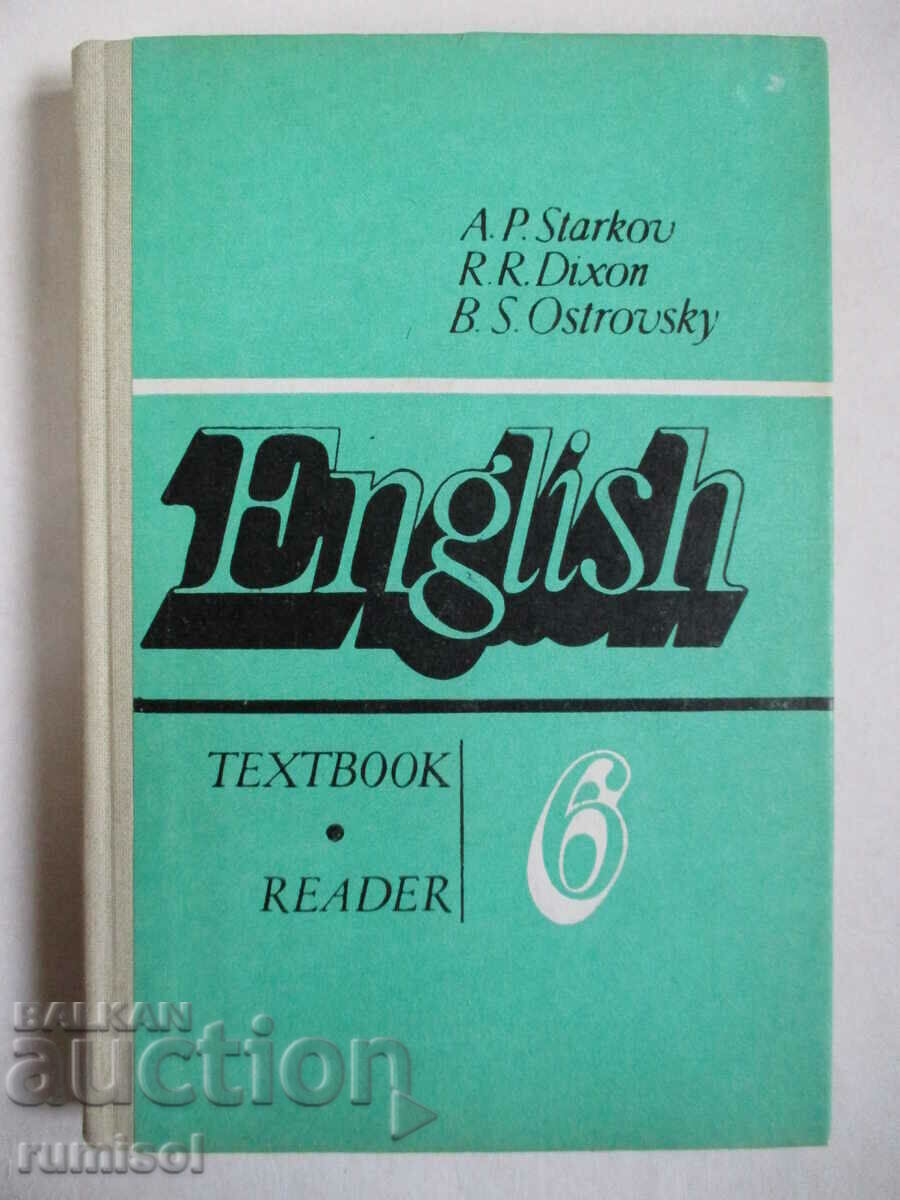 A. P. Starkov
R. R. Dixon
B. S. Ostrovsky
English
TEXTBOOK
•
READER
6
BALKAN
auction
rumisol